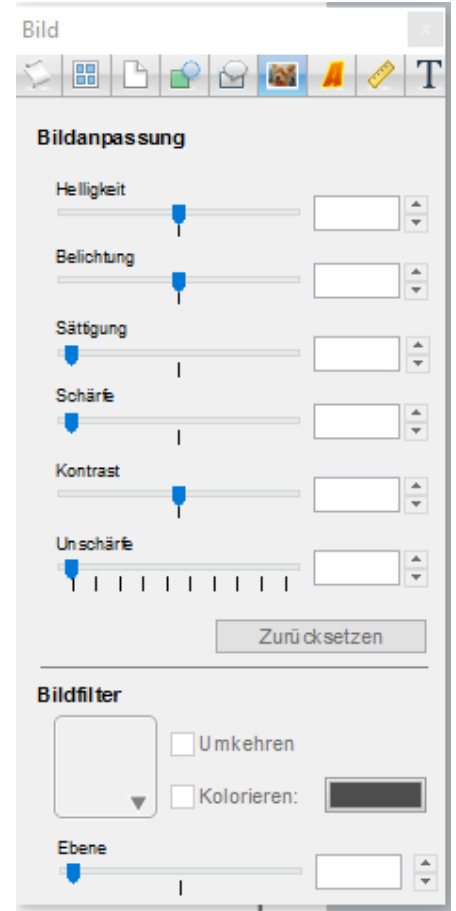 Bild
x
T
Bildanpassung
Helligkeit
Belichtung
Sättigung
Schärfe
Kontrast
Unschärfe
Zurücksetzen
Bildfilter
Umkehren
Kolorieren:
Ebene